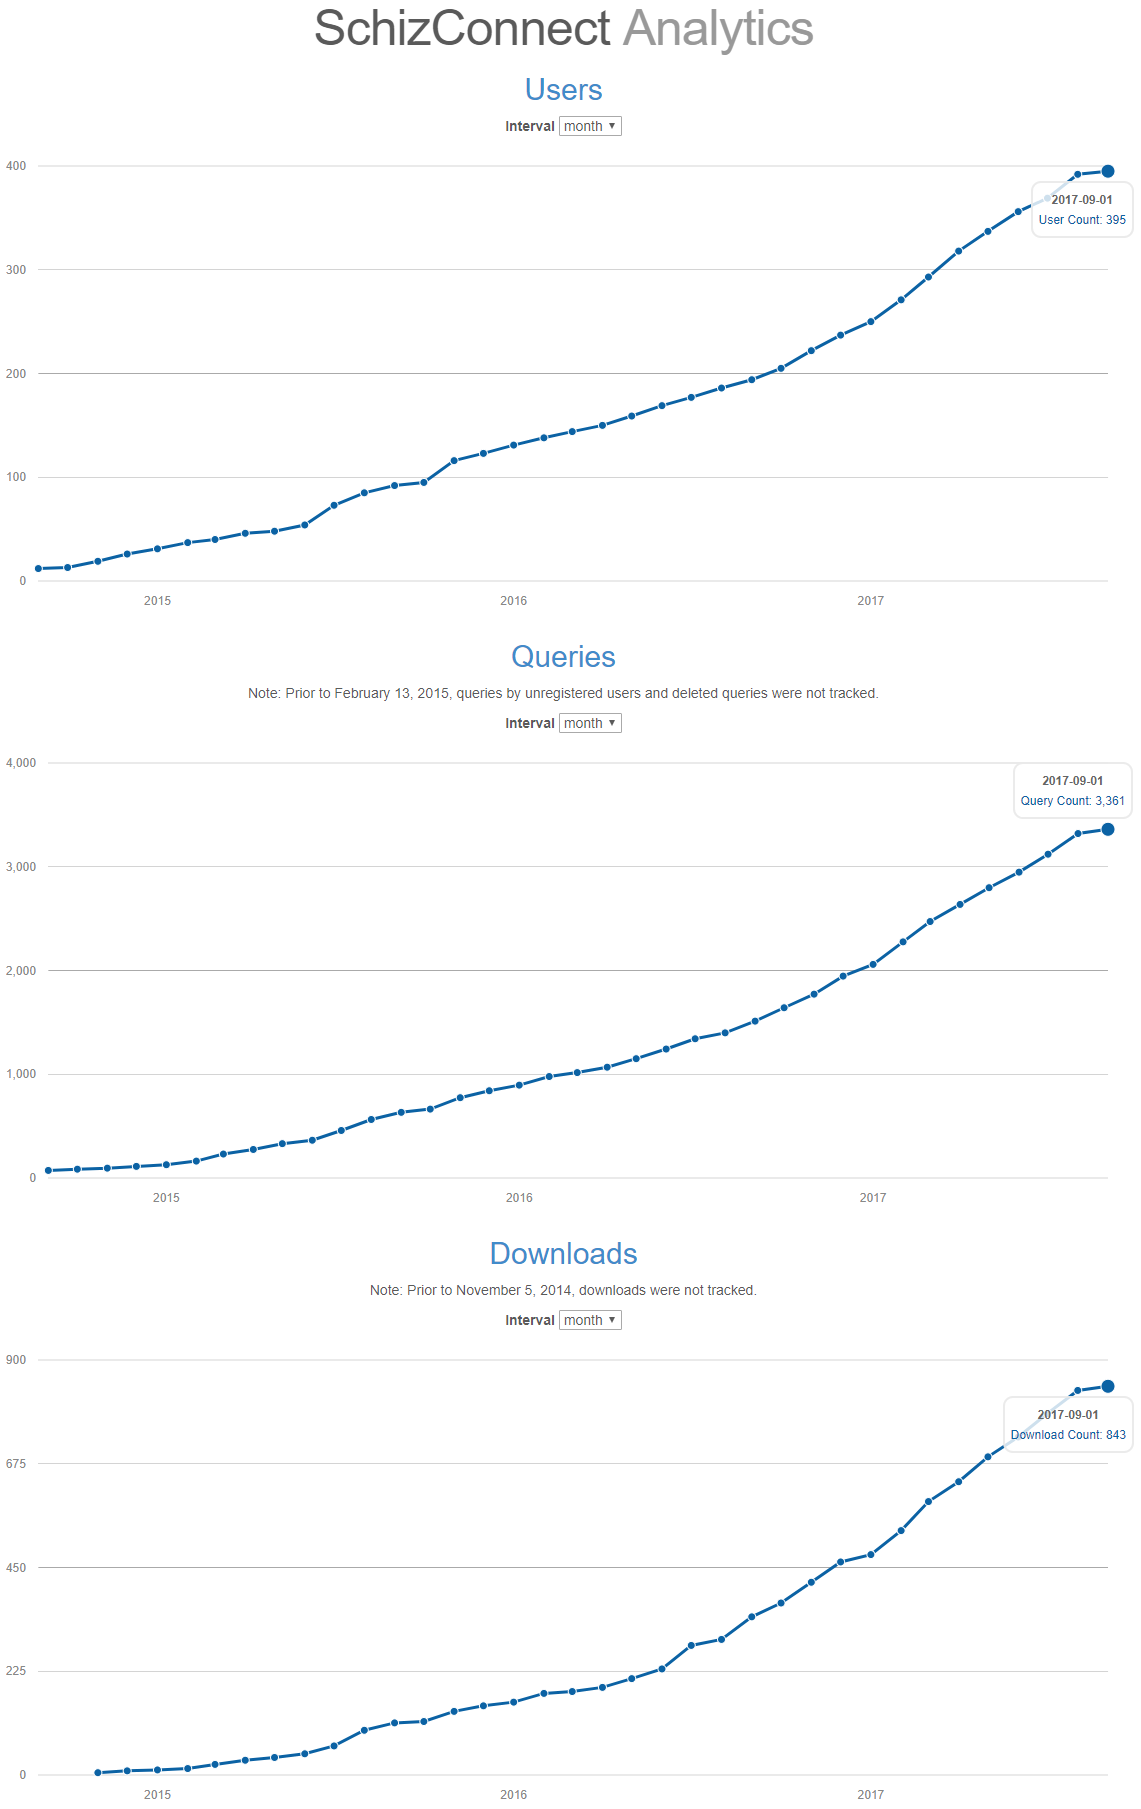 SchizConnect Analytics
Users
Interval month ▼
400
2017-09-01
User Count: 395
300
200
100
0
2015 2016 2017
Queries
Note: Prior to February 13, 2015, queries by unregistered users and deleted queries were not tracked.
Interval month ▼
4,000
2017-09-01
Query Count: 3,361
3,000
2,000
1,000
0
2015 2016 2017
Downloads
Note: Prior to November 5, 2014, downloads were not tracked.
Interval month ▼
900
2017-09-01
Download Count: 843
675
450
225
0
2015 2016 2017